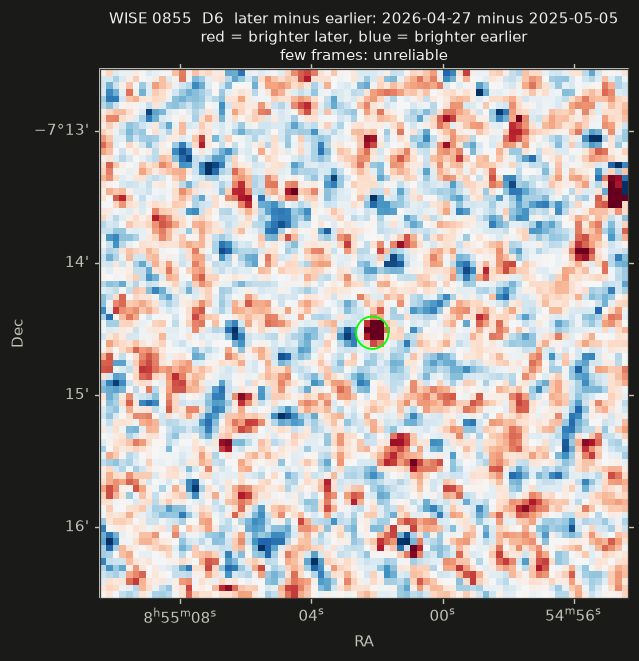 WISE 0855  D6  later minus earlier: 2026-04-27 minus 2025-05-05
red = brighter later, blue = brighter earlier
few frames: unreliable
−7°13'
14'
15'
16'
Dec
8ʰ55ᵐ08ˢ
04ˢ
00ˢ
54ᵐ56ˢ
RA